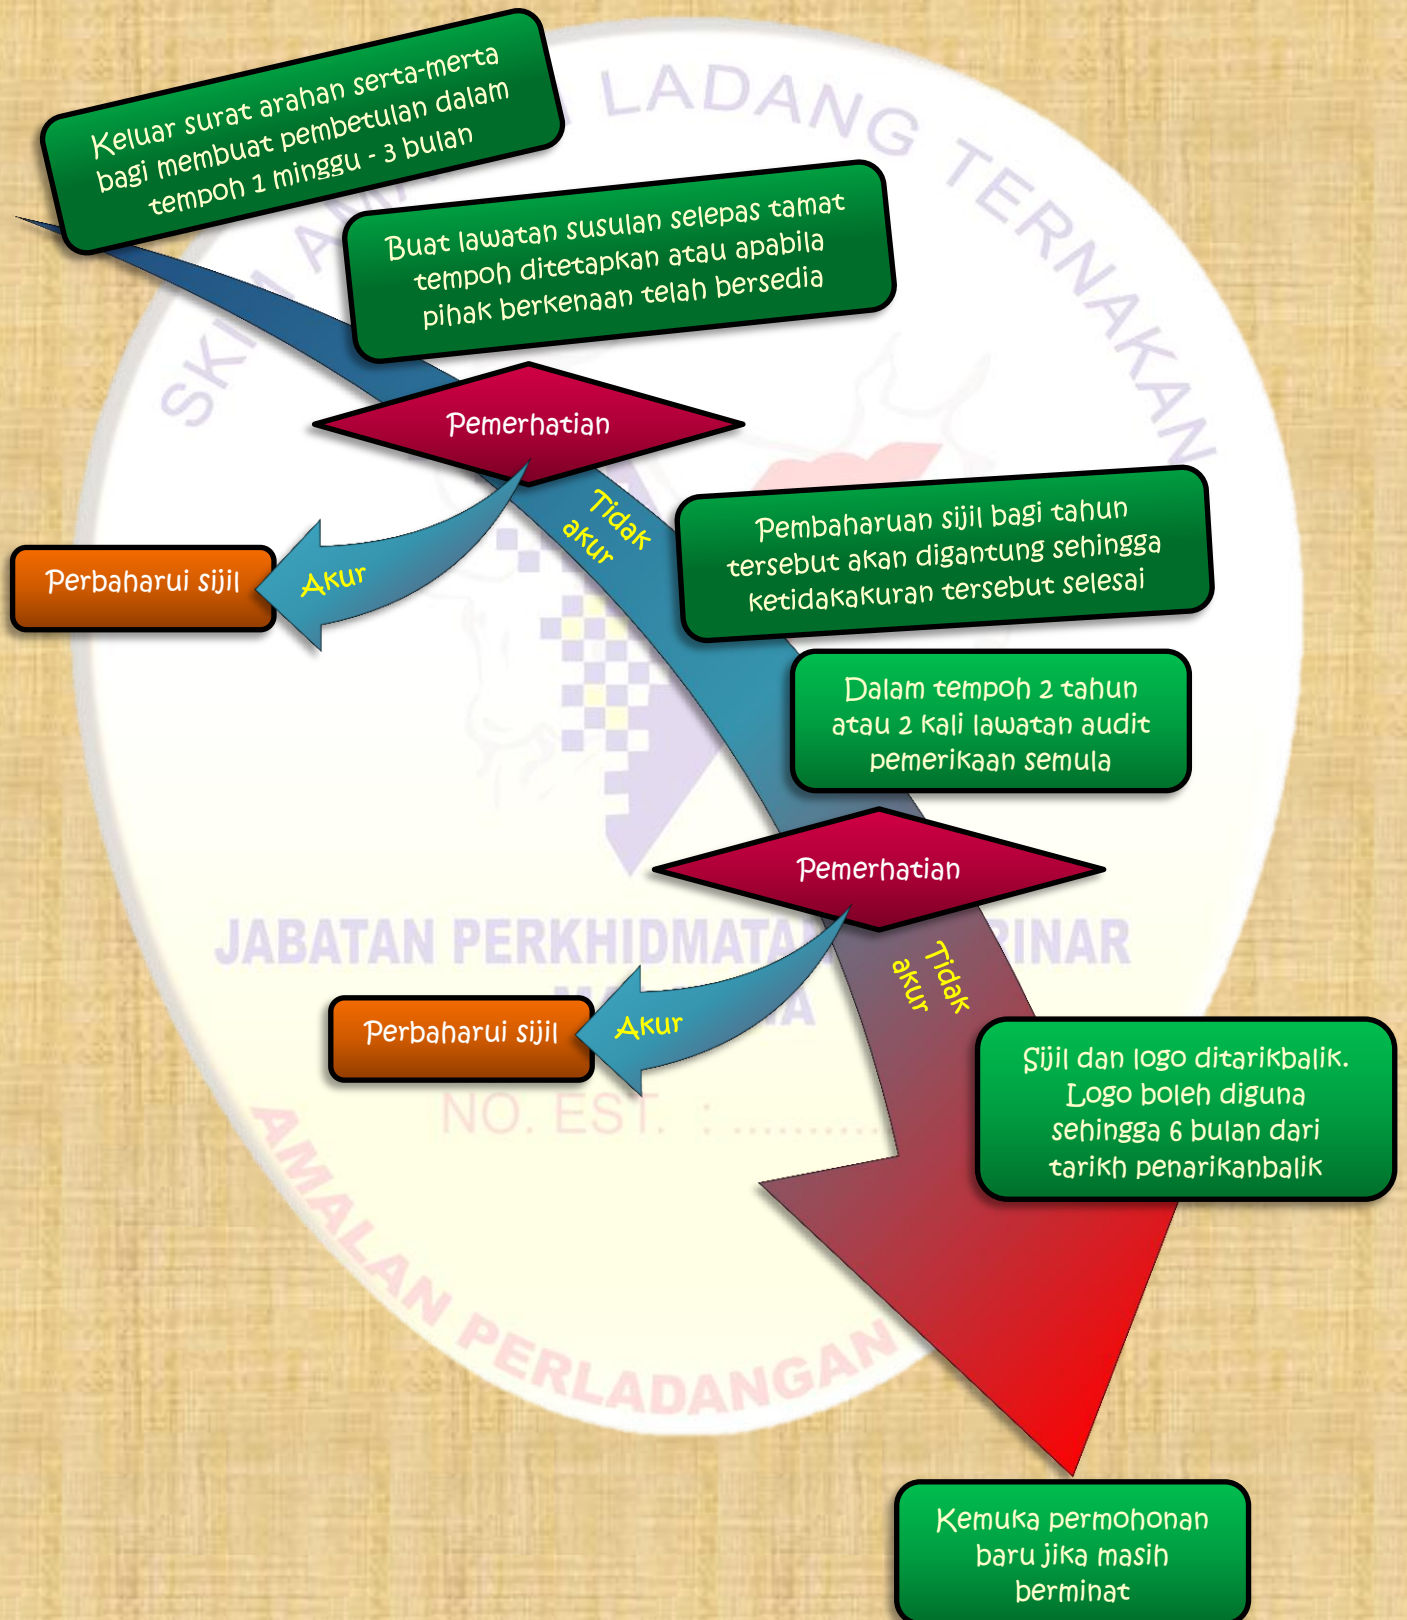 Keluar surat arahan serta-merta
bagi membuat pembetulan dalam
tempoh 1 minggu - 3 bulan
Buat lawatan susulan selepas tamat
tempoh ditetapkan atau apabila
pihak berkenaan telah bersedia
Pemerhatian
Tidak
akur
Akur
Perbaharui sijil
Pembaharuan sijil bagi tahun
tersebut akan digantung sehingga
ketidakakuran tersebut selesai
Dalam tempoh 2 tahun
atau 2 kali lawatan audit
pemerikaan semula
Pemerhatian
Tidak
akur
Akur
Perbaharui sijil
Sijil dan logo ditarikbalik.
Logo boleh diguna
sehingga 6 bulan dari
tarikh penarikanbalik
Kemuka permohonan
baru jika masih
berminat
LADANG TERNAKAN
JABATAN PERKHIDMATAN
NO. EST. : ..........
AMALAN PERLADANGAN